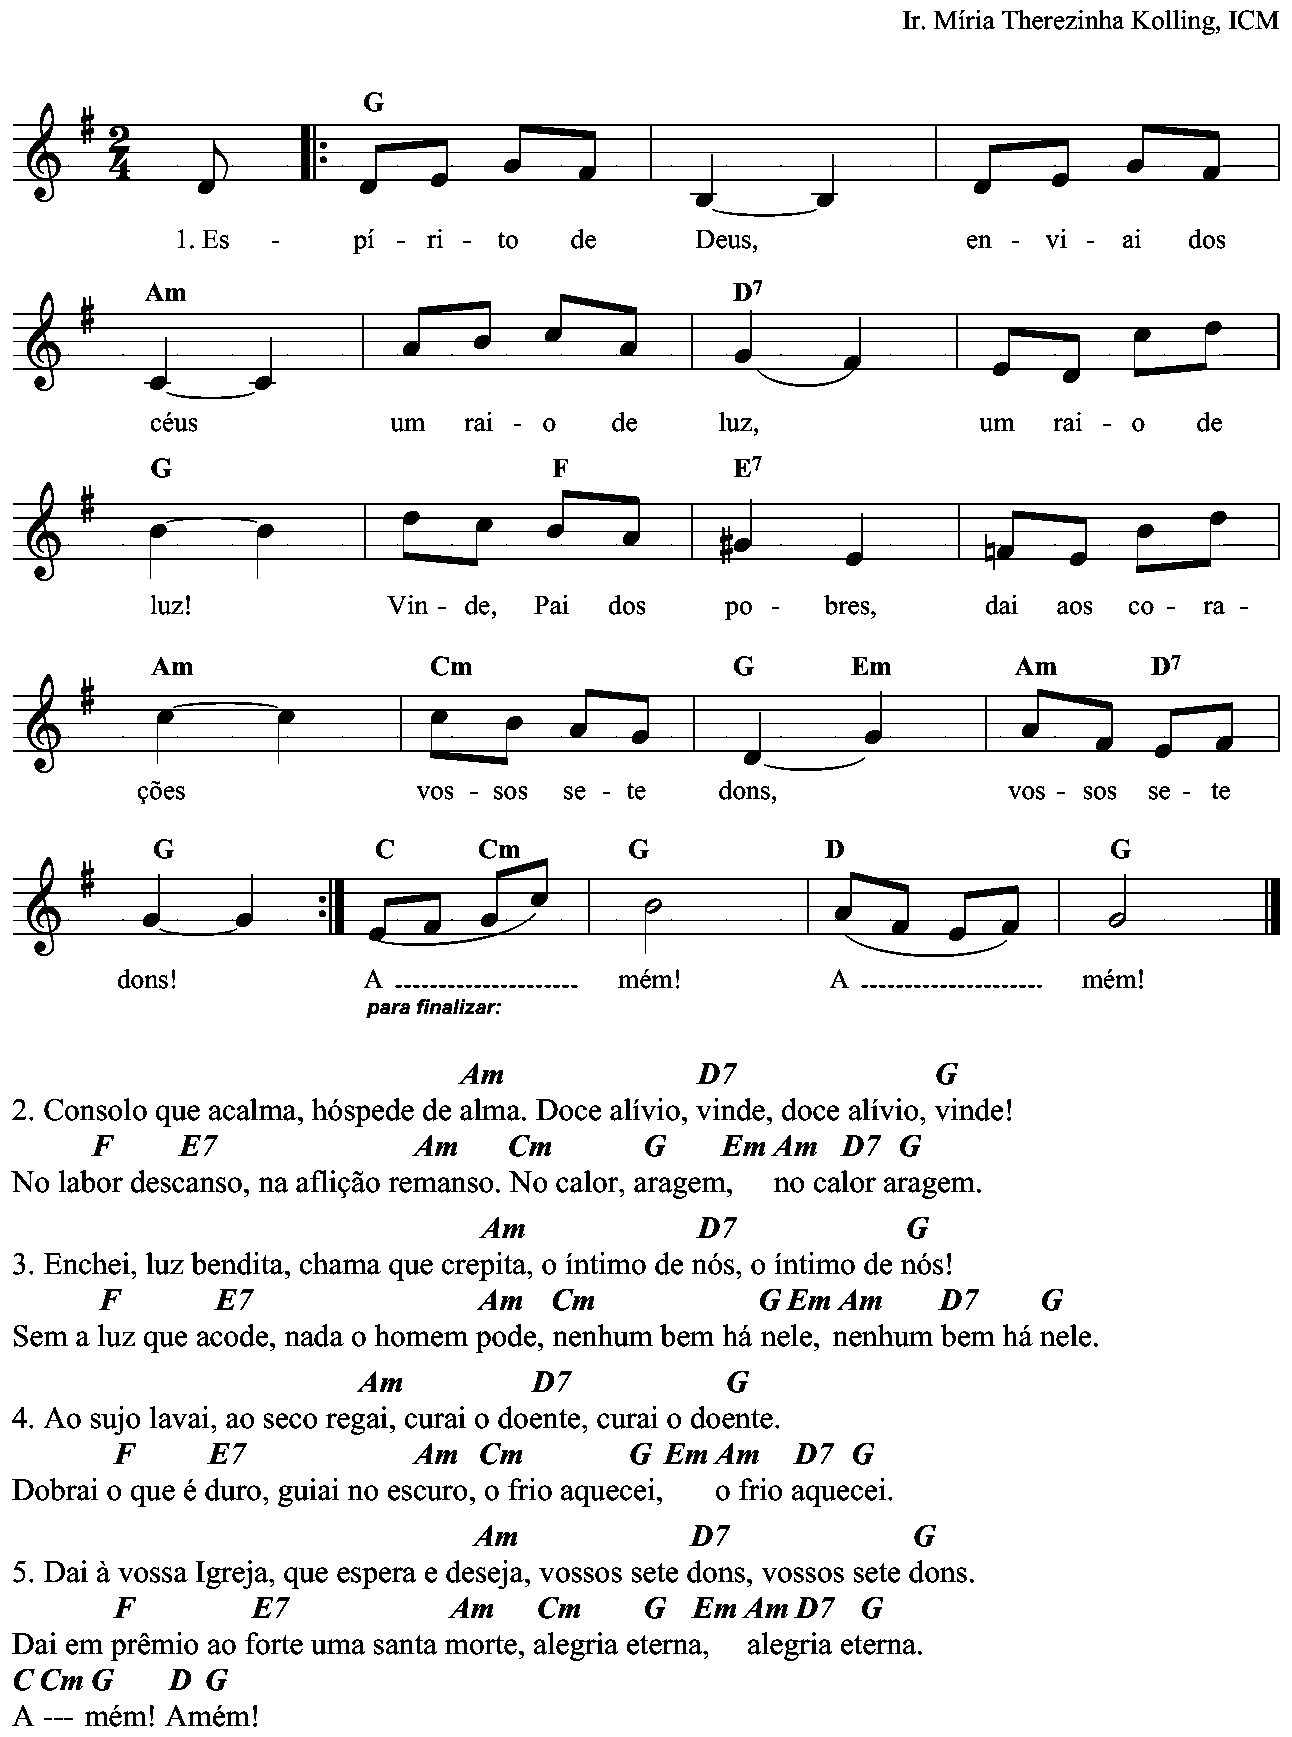 Ir. Míria Therezinha Kolling, ICM
G
2/4
1. Es - pí - ri - to de Deus, en - vi - ai dos
Am D7
céus um rai - o de luz, um rai - o de
G F E7
luz! Vin - de, Pai dos po - bres, dai aos co - ra -
Am Cm G Em Am D7
ções vos - sos se - te dons, vos - sos se - te
G C Cm G D G
dons! A --------------------- mém! A --------------------- mém!
para finalizar:
Am D7 G
2. Consolo que acalma, hóspede de alma. Doce alívio, vinde, doce alívio, vinde!
F E7 Am Cm G Em Am D7 G
No labor descanso, na aflição remanso. No calor, aragem, no calor aragem.
Am D7 G
3. Enchei, luz bendita, chama que crepita, o íntimo de nós, o íntimo de nós!
F E7 Am Cm G Em Am D7 G
Sem a luz que acode, nada o homem pode, nenhum bem há nele, nenhum bem há nele.
Am D7 G
4. Ao sujo lavai, ao seco regai, curai o doente, curai o doente.
F E7 Am Cm G Em Am D7 G
Dobrai o que é duro, guiai no escuro, o frio aquecei, o frio aquecei.
Am D7 G
5. Dai à vossa Igreja, que espera e deseja, vossos sete dons, vossos sete dons.
F E7 Am Cm G Em Am D7 G
Dai em prêmio ao forte uma santa morte, alegria eterna, alegria eterna.
C Cm G D G
A --- mém! Amém!